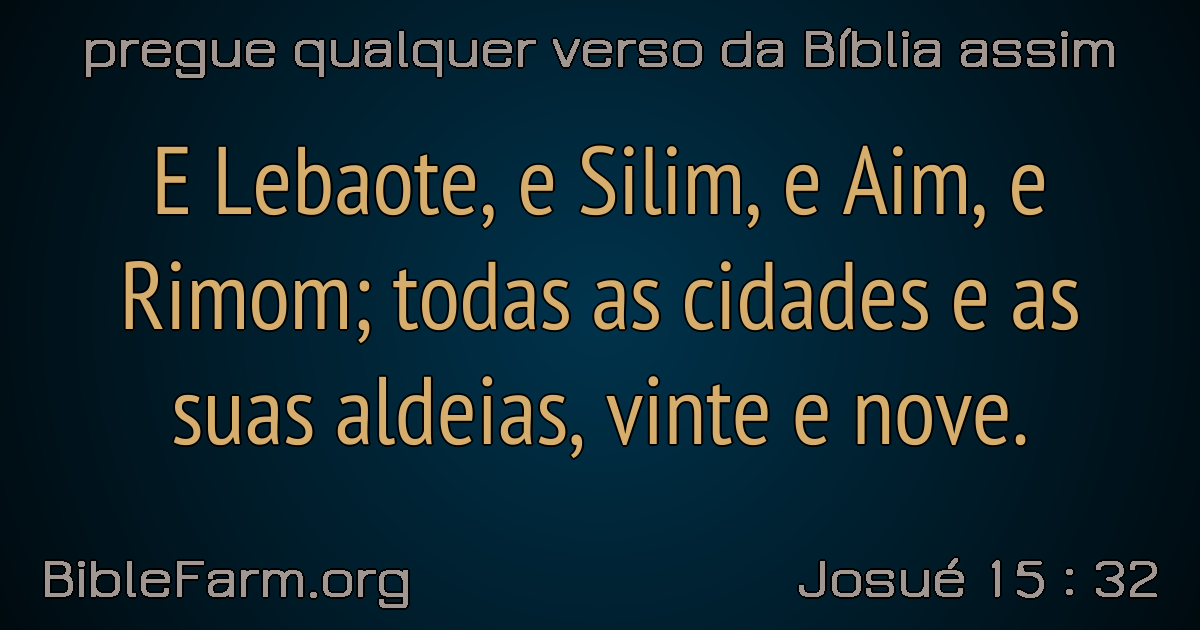 pregue qualquer verso da Bíblia assim
E Lebaote, e Silim, e Aim, e
Rimom; todas as cidades e as
suas aldeias, vinte e nove.
BibleFarm.org
Josué 15 : 32